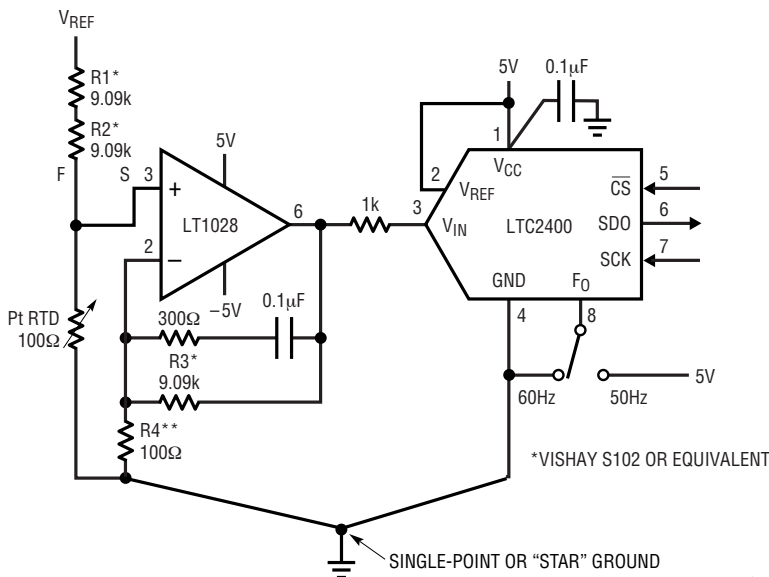 VREF
R1*
9.09k
R2*
9.09k
F
S
3
5V
+
LT1028
6
2
−
−5V
Pt RTD
100Ω
300Ω
0.1µF
R3*
9.09k
R4**
100Ω
1k
5V
0.1µF
1
VCC
2
VREF
3
VIN
LTC2400
CS
5
SDO
6
SCK
7
GND
FO
4
8
60Hz
50Hz
5V
*VISHAY S102 OR EQUIVALENT
SINGLE-POINT OR “STAR” GROUND